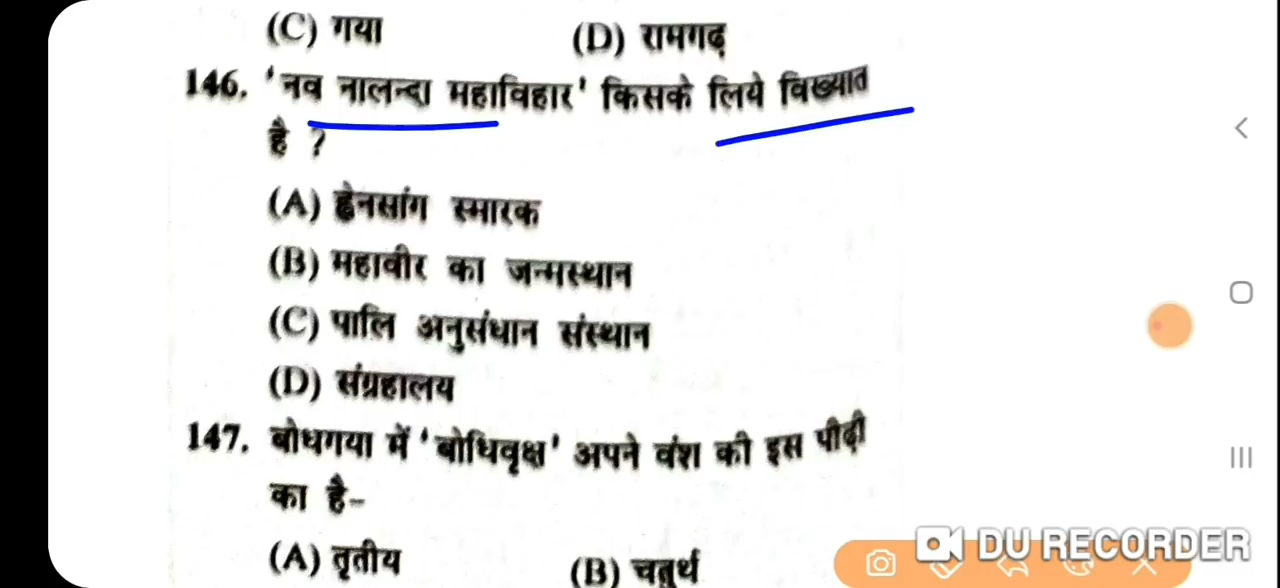 (C) गया (D) रामगढ़
146. 'नव नालन्दा महाविहार' किसके लिये विख्यात
है ?
(A) ह्वेनसांग स्मारक
(B) महावीर का जन्मस्थान
(C) पालि अनुसंधान संस्थान
(D) संग्रहालय
147. बोधगया में 'बोधिवृक्ष' अपने वंश की इस पीढ़ी
का है-
(A) तृतीय (B) चतुर्थ
DU RECORDER